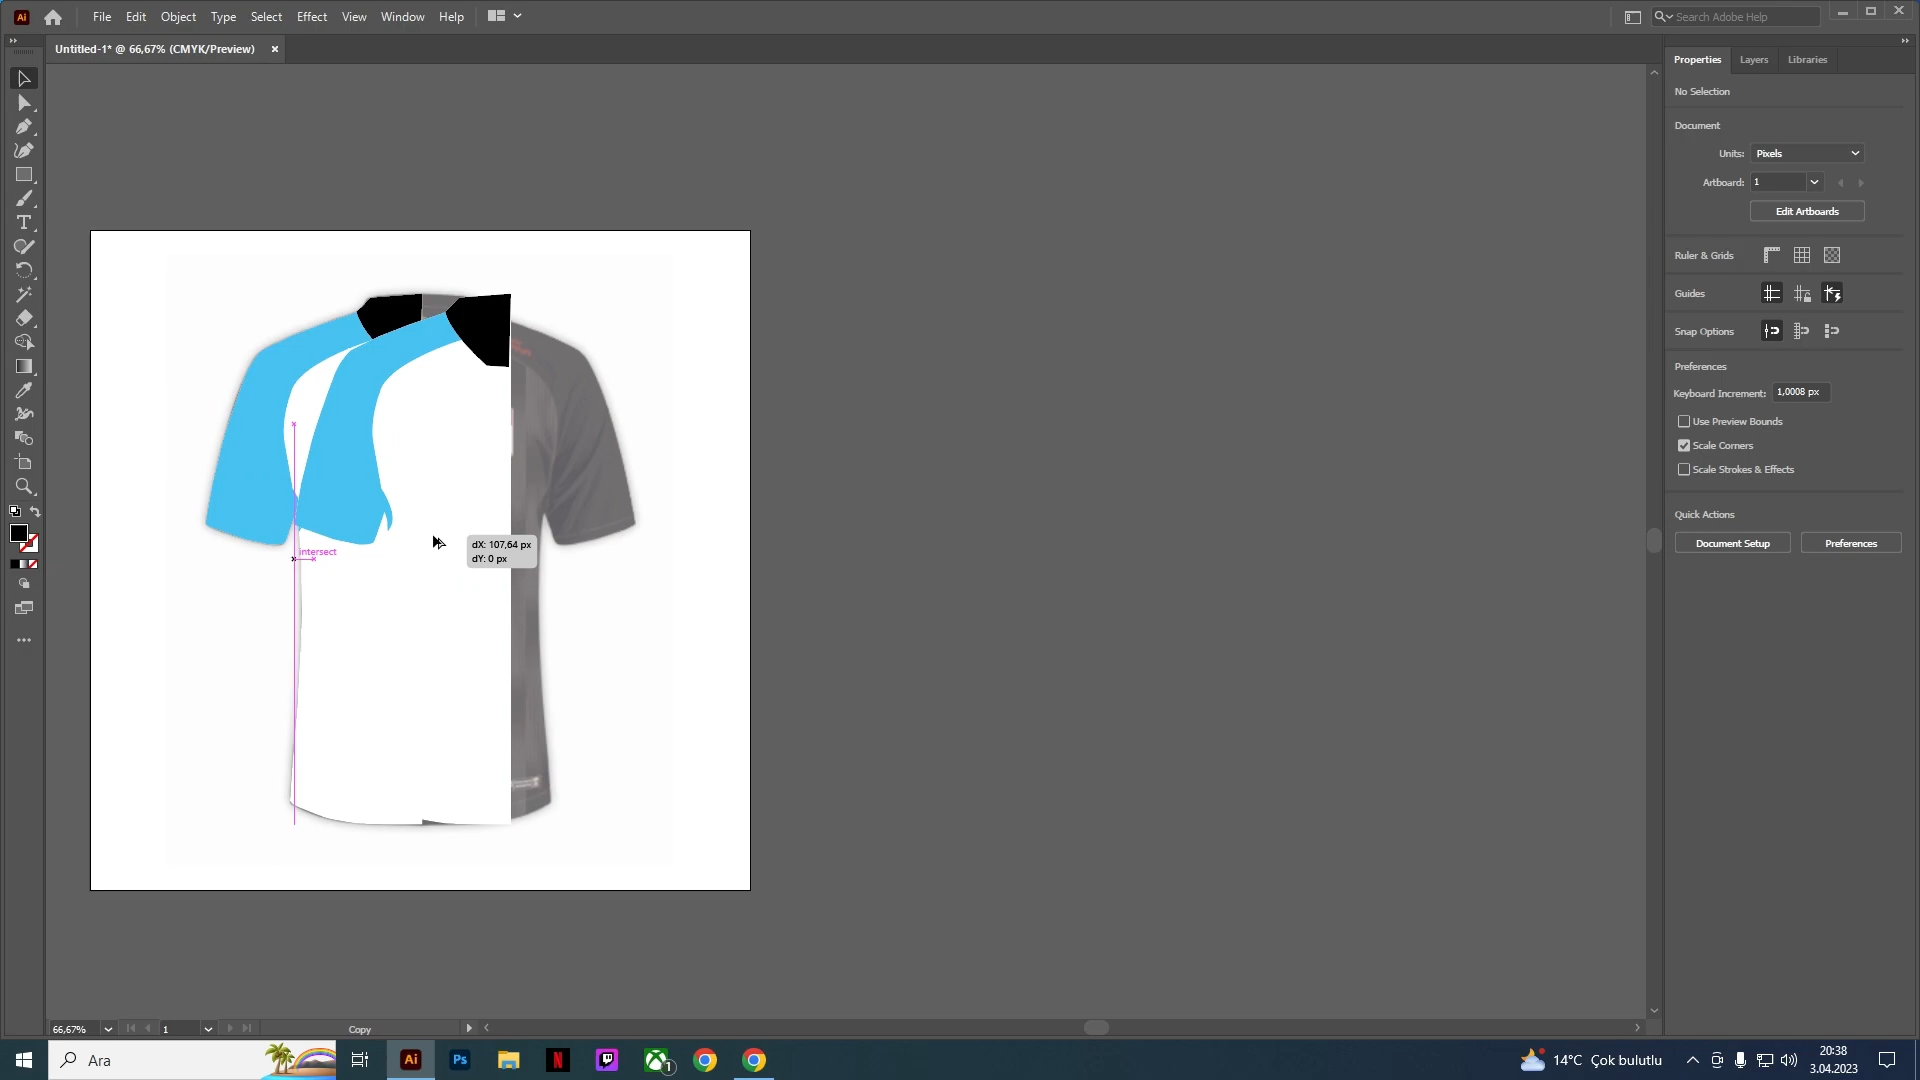 Ai
File Edit Object Type Select Effect View Window Help
Search Adobe Help
Untitled-1* @ 66,67% (CMYK/Preview)
Properties Layers Libraries
No Selection
Document
Units: Pixels
Artboard: 1
Edit Artboards
Ruler & Grids
Guides
Snap Options
Preferences
Keyboard Increment: 1,0008 px
Use Preview Bounds
Scale Corners
Scale Strokes & Effects
Quick Actions
Document Setup Preferences
intersect
dX: 107,64 px
dY: 0 px
66,67% 1 Copy
Ara
Ai Ps N 1
14°C Çok bulutlu
20:38
3.04.2023